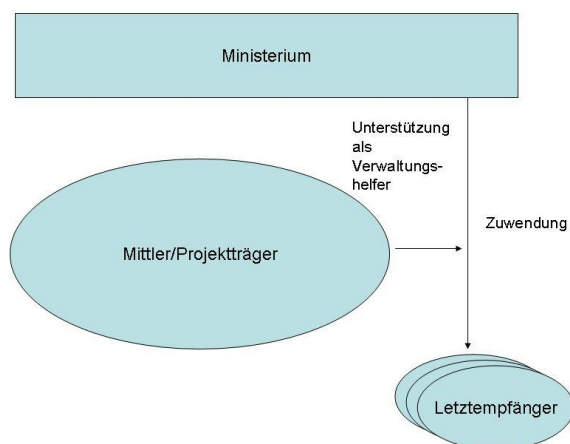 Ministerium
Unterstützung
als
Verwaltungs-
helfer
Zuwendung
Mittler/Projektträger
Letztempfänger